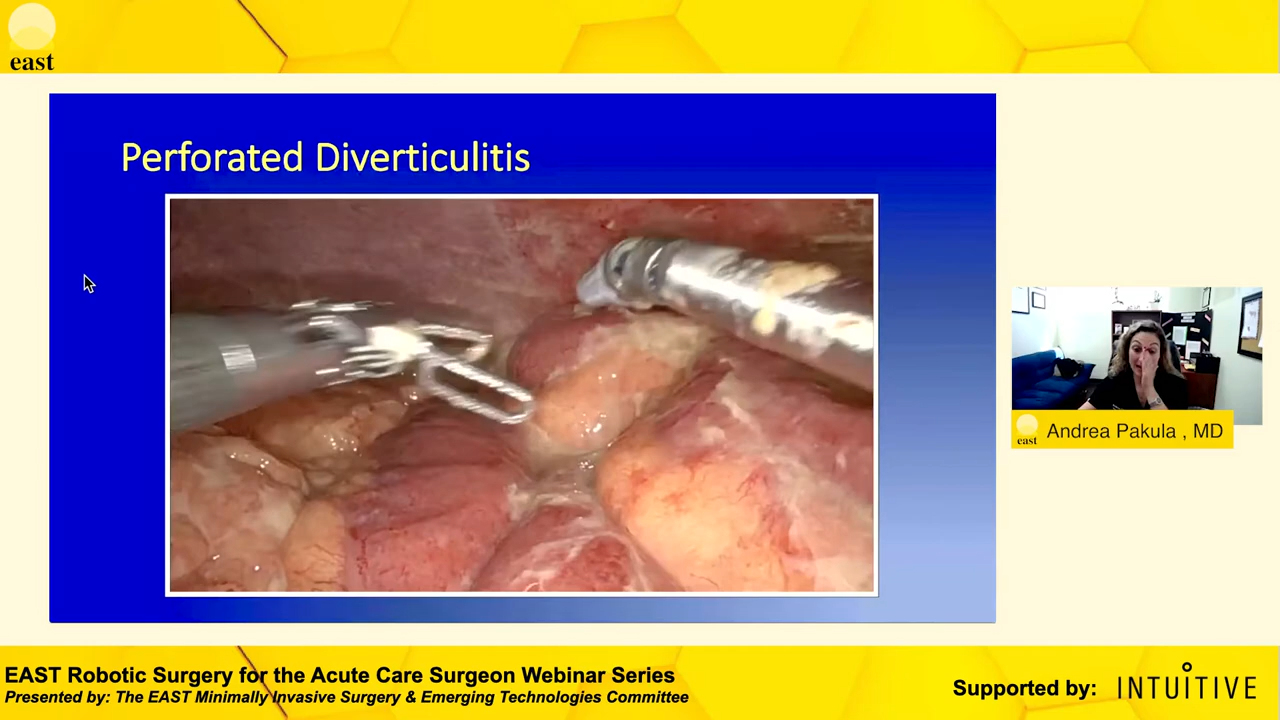 east
Perforated Diverticulitis
east
Andrea Pakula , MD
EAST Robotic Surgery for the Acute Care Surgeon Webinar Series
Presented by: The EAST Minimally Invasive Surgery & Emerging Technologies Committee
Supported by:
INTUITIVE